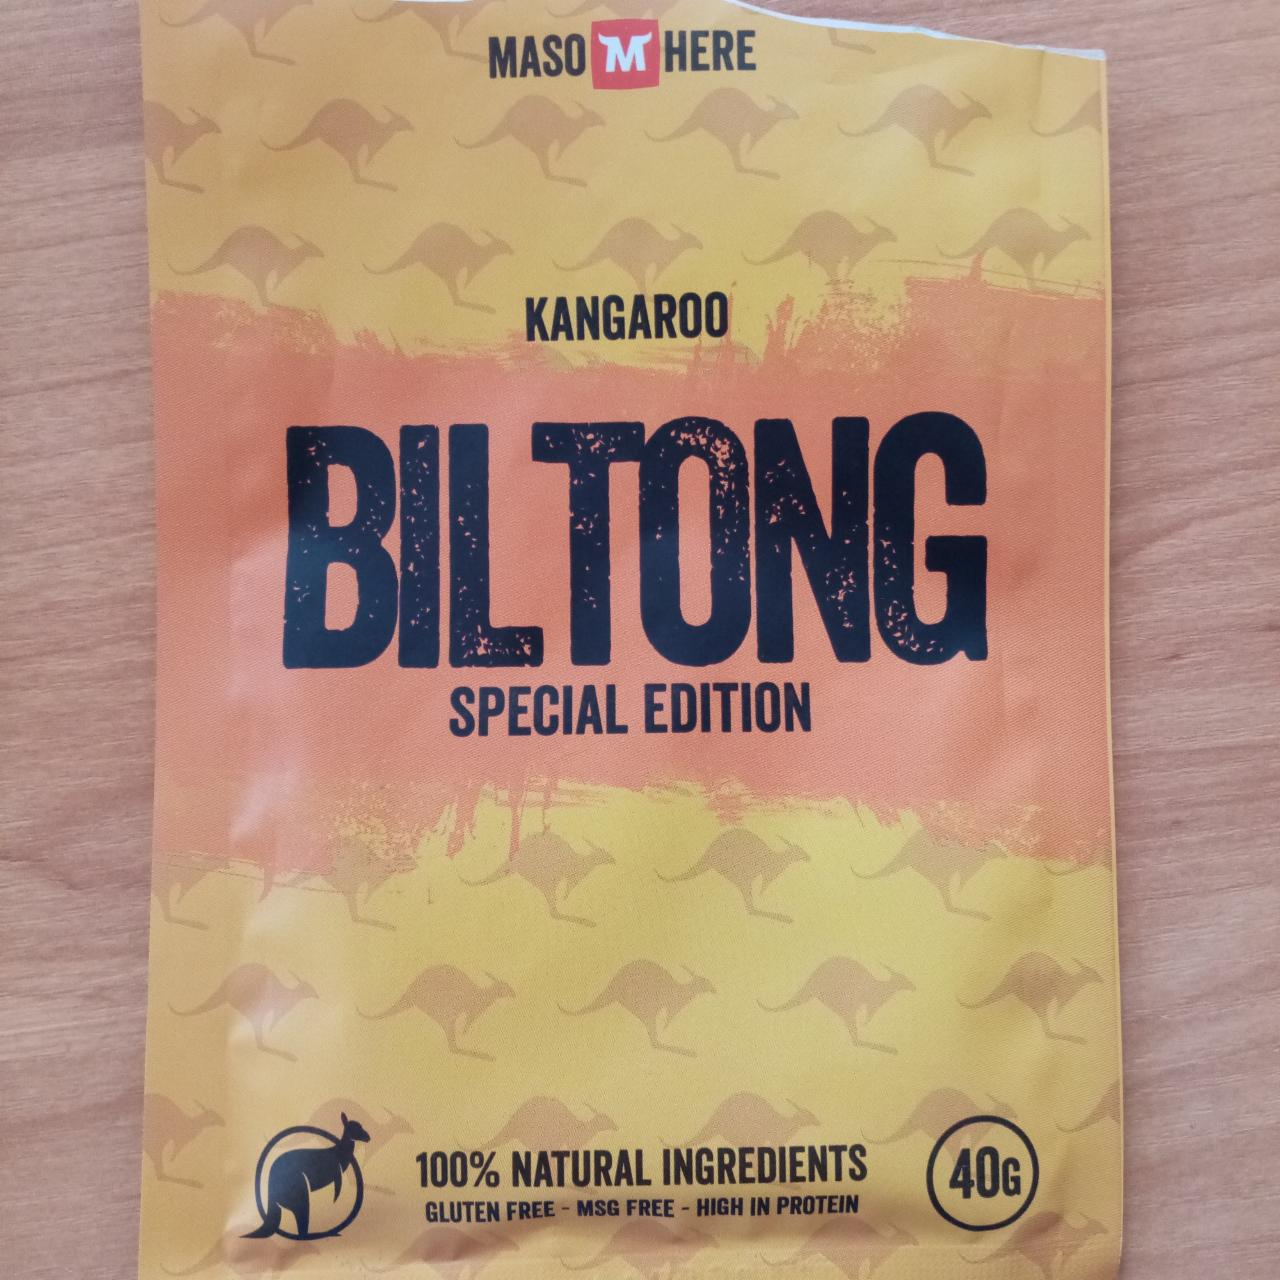 MASO M HERE
KANGAROO
BILTONG
SPECIAL EDITION
100% NATURAL INGREDIENTS
GLUTEN FREE - MSG FREE - HIGH IN PROTEIN
40G